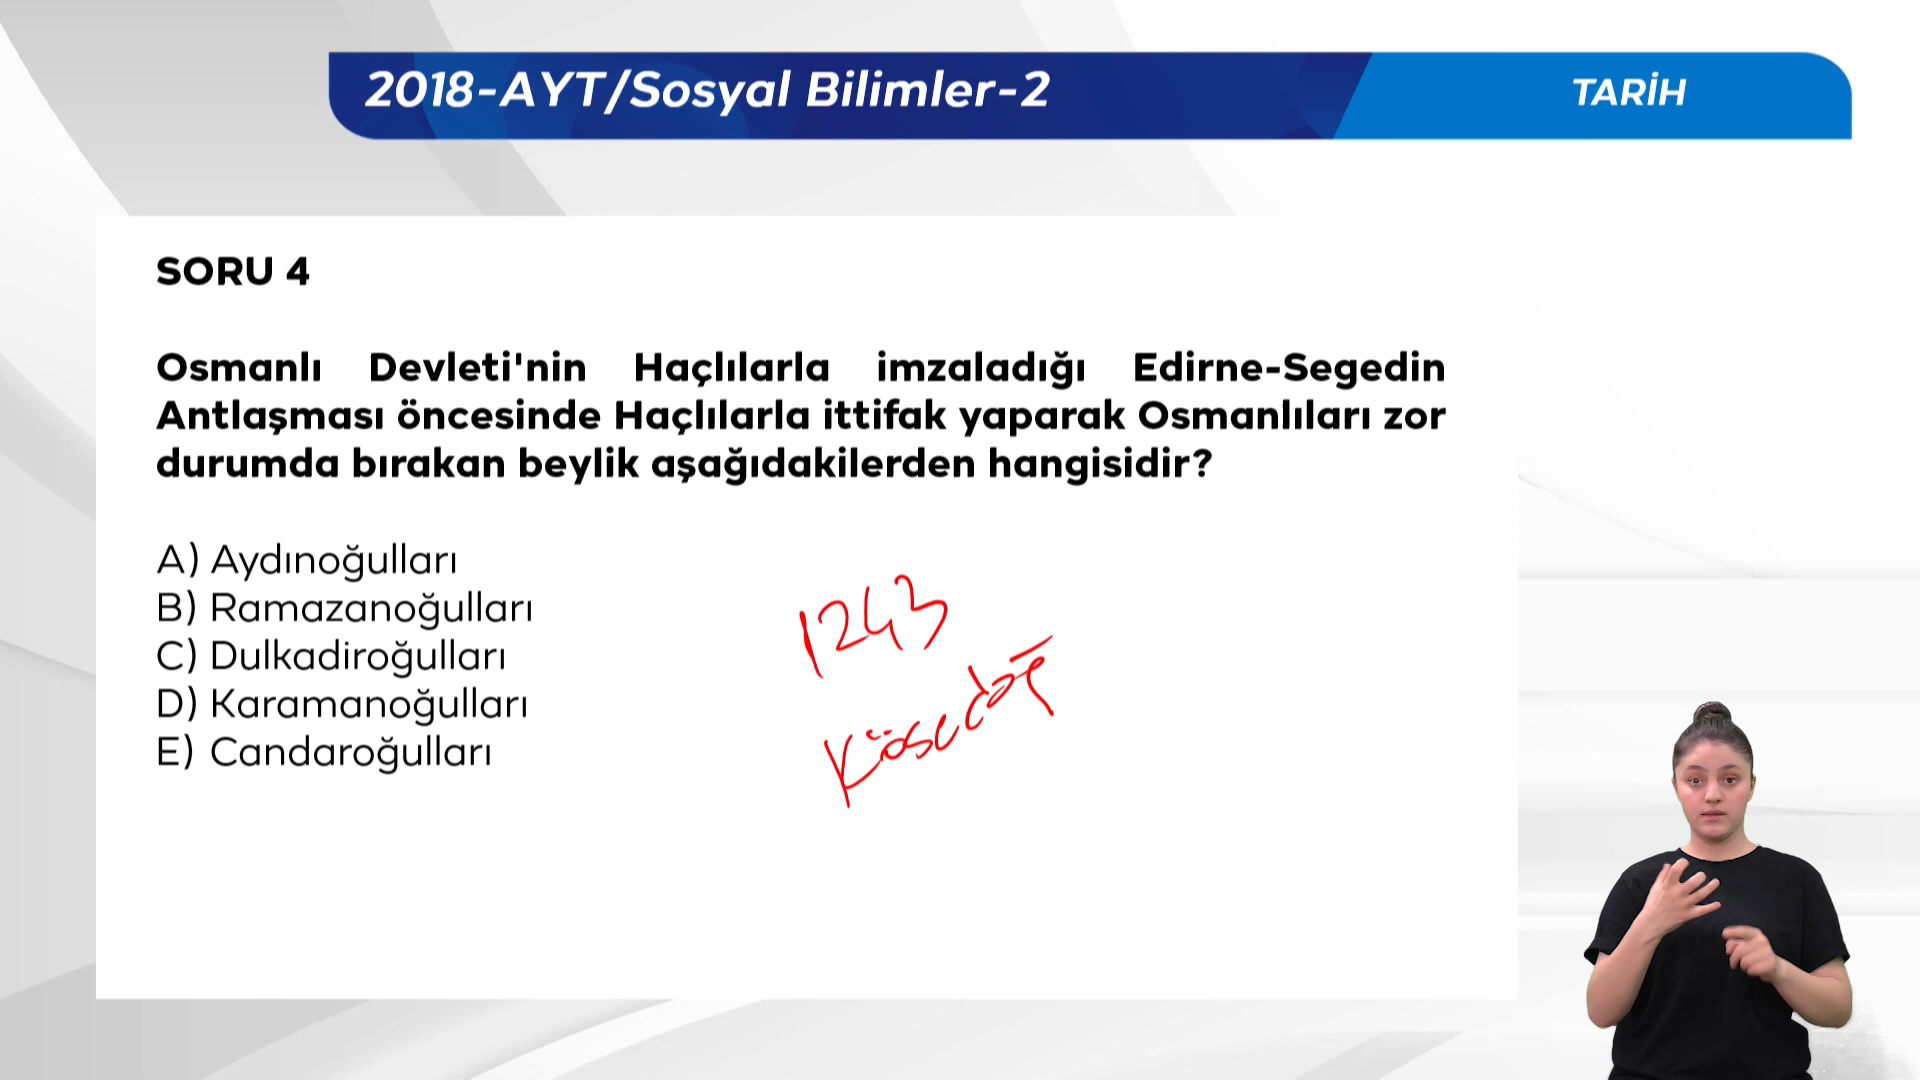 2018-AYT/Sosyal Bilimler-2
TARİH
SORU 4
Osmanlı Devleti'nin Haçlılarla imzaladığı Edirne-Segedin
Antlaşması öncesinde Haçlılarla ittifak yaparak Osmanlıları zor
durumda bırakan beylik aşağıdakilerden hangisidir?
A) Aydınoğulları
B) Ramazanoğulları
C) Dulkadiroğulları
D) Karamanoğulları
E) Candaroğulları
1243
Kösedağ